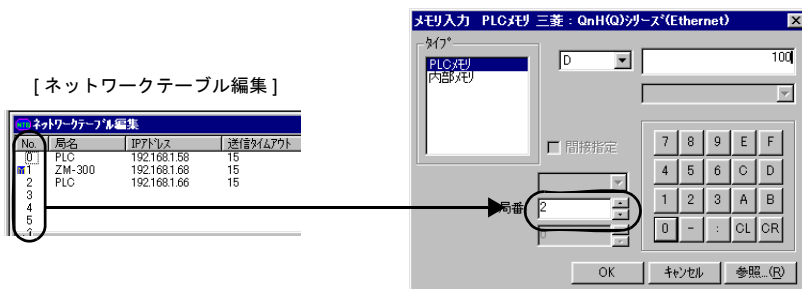 [ ネットワークテーブル編集 ]
ネットワークテーブル編集
No. 局名 IPアドレス 送信タイムアウト
0 PLC 192.168.1.58 15
1 ZM-300 192.168.1.68 15
2 PLC 192.168.1.66 15
3
4
5
メモリ入力 PLCメモリ 三菱：QnH(Q)シリーズ(Ethernet)
タイプ
PLCメモリ
内部メモリ
D
100
間接指定
局番
2
0
7 8 9 E F
4 5 6 C D
1 2 3 A B
0 - : CL CR
OK キャンセル 参照...(R)